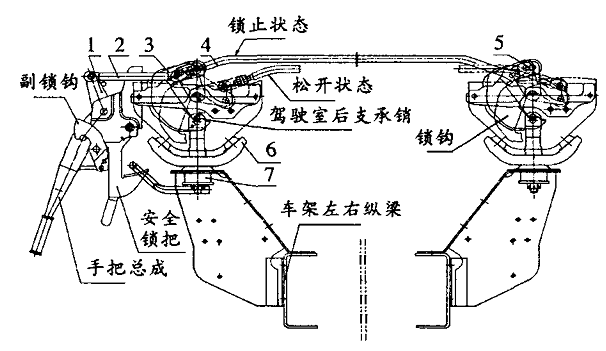 锁止状态
1 2 3 4 5
松开状态
副锁钩
驾驶室后支承销
锁钩
6
7
安全
锁把
车架左右纵梁
手把总成